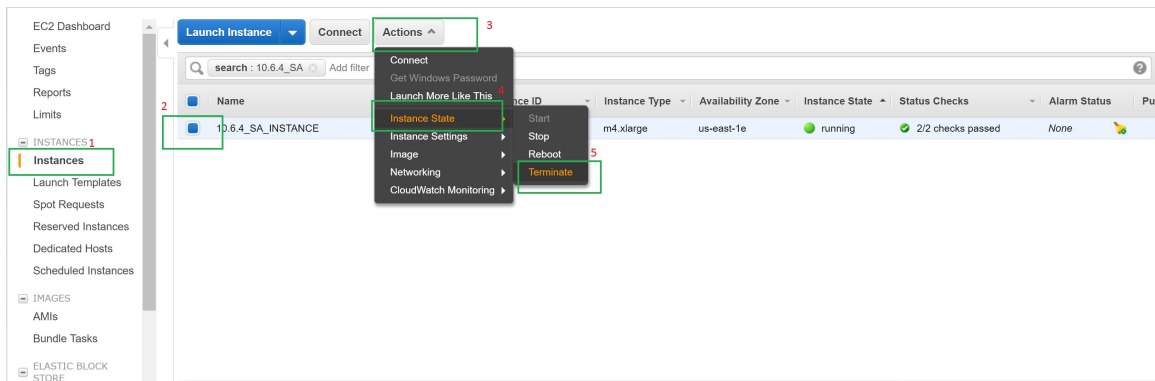 EC2 Dashboard
Events
Tags
Reports
Limits
INSTANCES 1
Instances
Launch Templates
Spot Requests
Reserved Instances
Dedicated Hosts
Scheduled Instances
IMAGES
AMIs
Bundle Tasks
ELASTIC BLOCK
STORE
Launch Instance Connect Actions 3
search : 10.6.4_SA Add filter
2 Name nce ID Instance Type Availability Zone Instance State Status Checks Alarm Status Pu
10.6.4_SA_INSTANCE m4.xlarge us-east-1e running 2/2 checks passed None
Connect
Get Windows Password
Launch More Like This 4
Instance State
Instance Settings
Image
Networking
CloudWatch Monitoring
Start
Stop
Reboot 5
Terminate